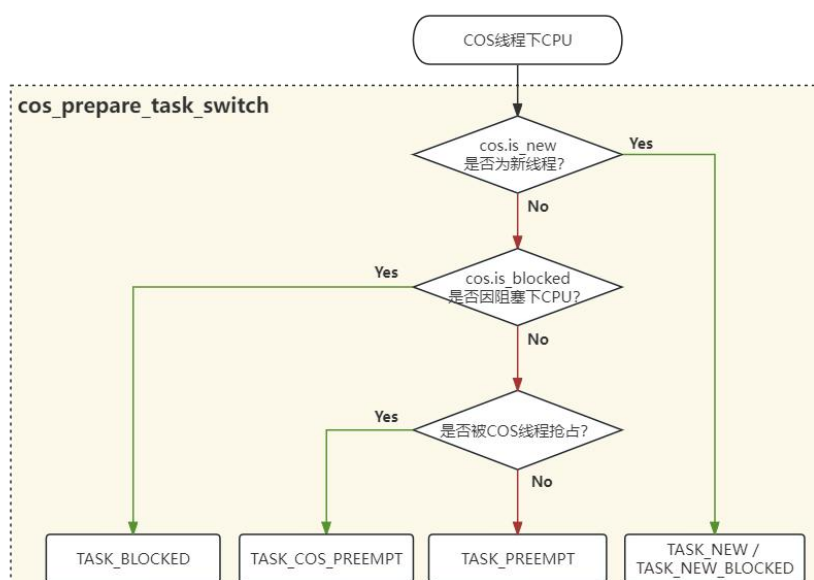 COS线程下CPU
cos_prepare_task_switch
cos.is_new
是否为新线程?
Yes
No
cos.is_blocked
是否因阻塞下CPU?
Yes
No
是否被COS线程抢占?
Yes
No
TASK_BLOCKED
TASK_COS_PREEMPT
TASK_PREEMPT
TASK_NEW /
TASK_NEW_BLOCKED